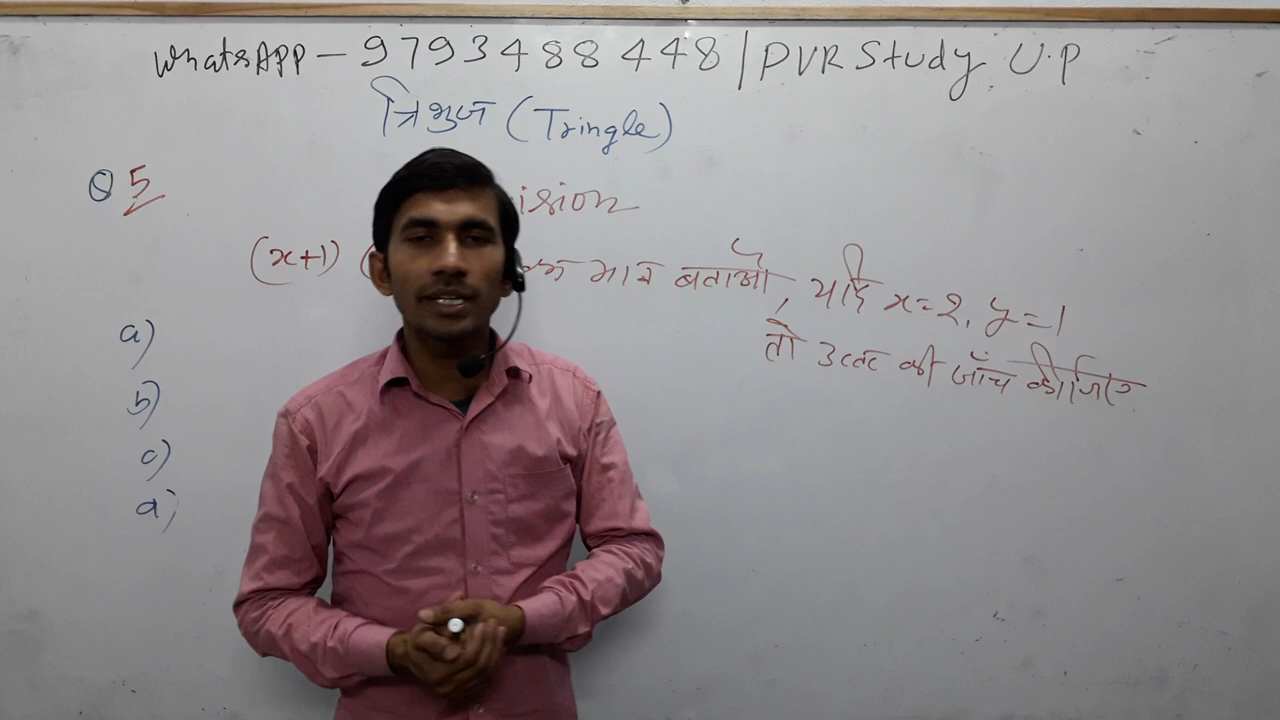 WhatsAPP - 9793488448 / PVR Study U.P
त्रिभुज (Tringle)
Q 5
ision
(x+1) ( का मान बताओ, यदि x=2, y=1
तो उत्तर की जाँच कीजिए
a)
b)
c)
d)